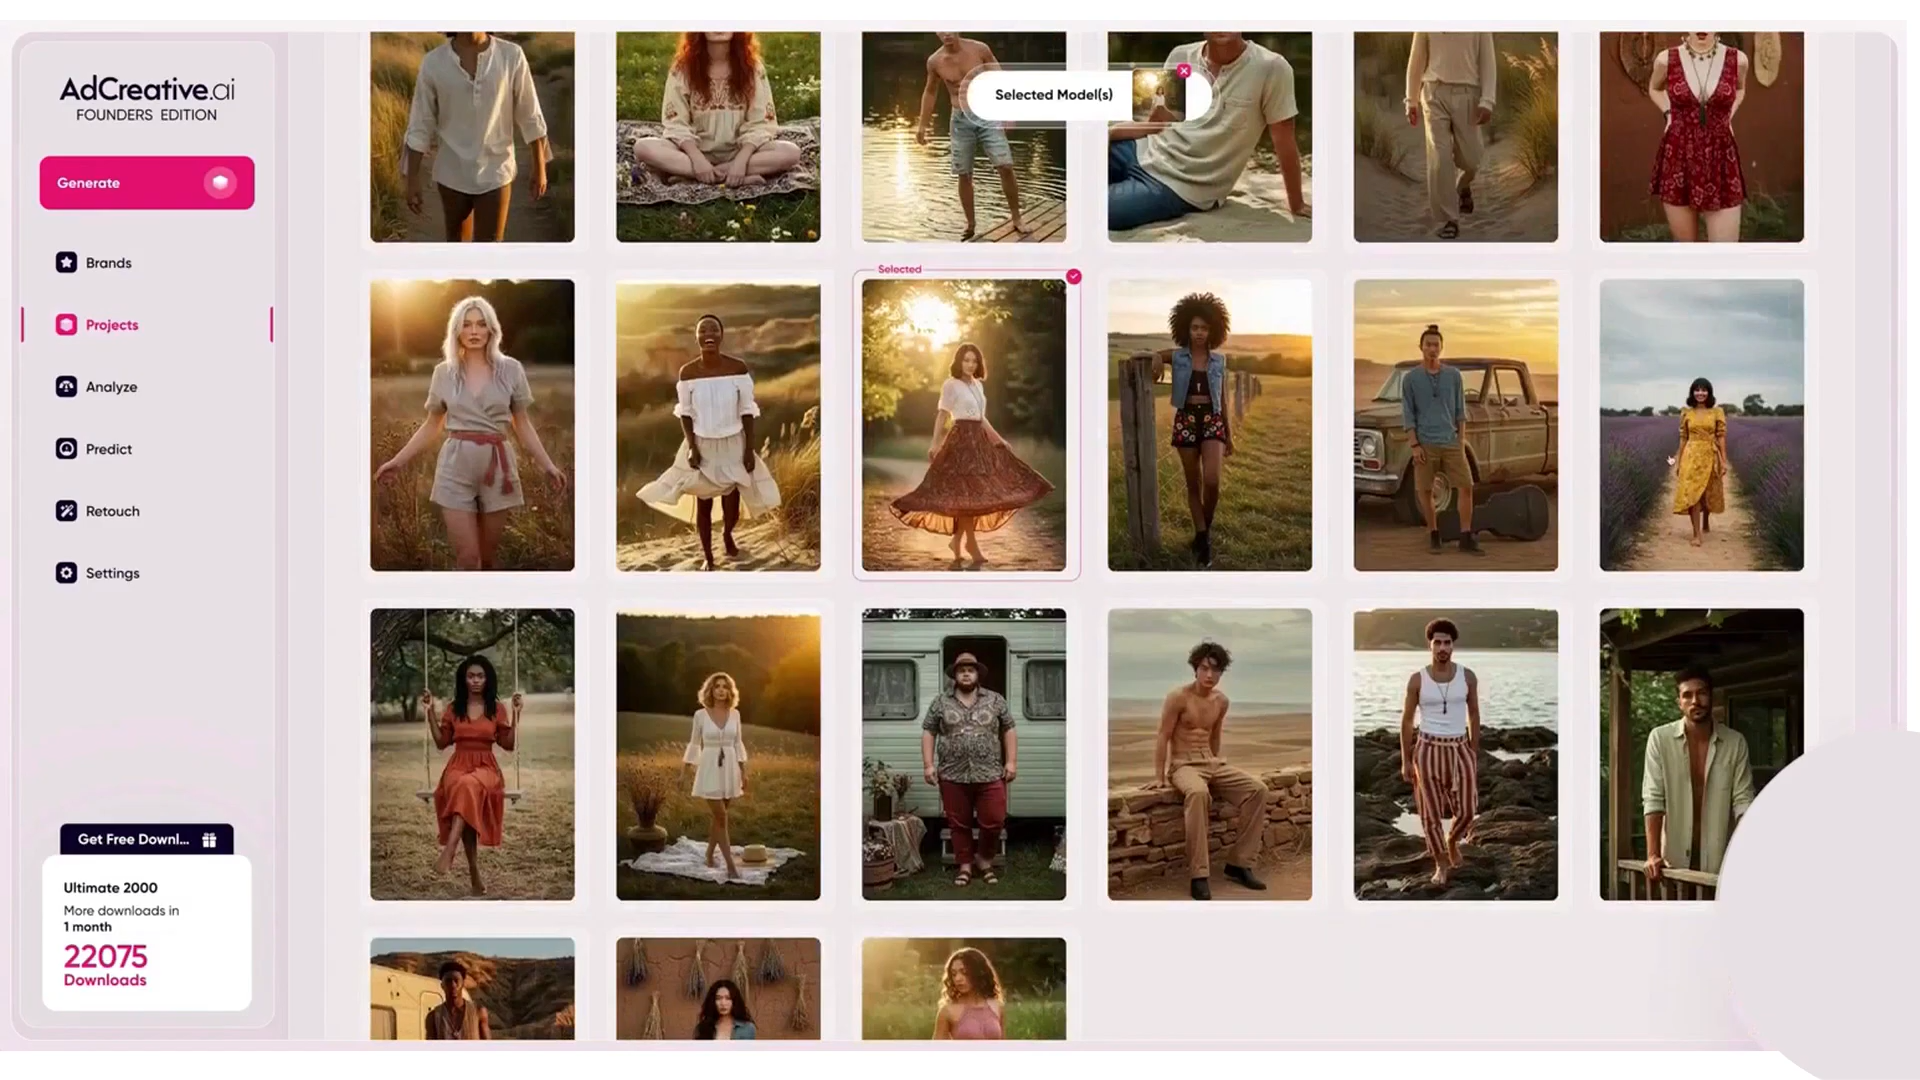 AdCreative.ai
FOUNDERS EDITION
Generate
Brands
Projects
Analyze
Predict
Retouch
Settings
Get Free Downl...
Ultimate 2000
More downloads in
1 month
22075
Downloads
Selected Model(s)
Selected